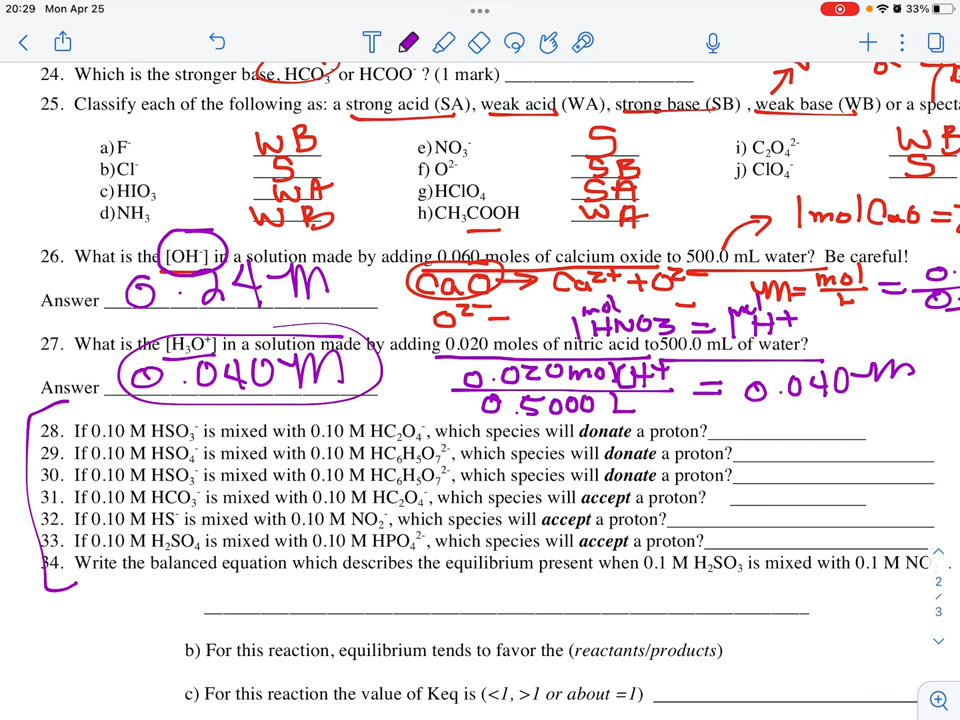 20:29 Mon Apr 25
33%
24. Which is the stronger base, HCO₃⁻ or HCOO⁻ ? (1 mark)
25. Classify each of the following as: a strong acid (SA), weak acid (WA), strong base (SB) , weak base (WB) or a spect
a) F⁻ WB e) NO₃⁻ S i) C₂O₄²⁻ WB
b) Cl⁻ S f) O²⁻ SB j) ClO₄⁻ S
c) HIO₃ WA g) HClO₄ SA
d) NH₃ WB h) CH₃COOH WA
1 mol CaO =
26. What is the [OH⁻] in a solution made by adding 0.060 moles of calcium oxide to 500.0 mL water? Be careful!
CaO → Ca²⁺ + O²⁻ M = mol/L = 0.
Answer 0.24 M
O²⁻ 1 mol HNO₃ = 1 mol H⁺
27. What is the [H₃O⁺] in a solution made by adding 0.020 moles of nitric acid to500.0 mL of water?
Answer 0.040 M 0.020 mol H⁺ / 0.5000 L = 0.040 M
28. If 0.10 M HSO₃⁻ is mixed with 0.10 M HC₂O₄⁻, which species will donate a proton?
29. If 0.10 M HSO₄⁻ is mixed with 0.10 M HC₆H₅O₇²⁻, which species will donate a proton?
30. If 0.10 M HSO₃⁻ is mixed with 0.10 M HC₆H₅O₇²⁻, which species will donate a proton?
31. If 0.10 M HCO₃⁻ is mixed with 0.10 M HC₂O₄⁻, which species will accept a proton?
32. If 0.10 M HS⁻ is mixed with 0.10 M NO₂⁻, which species will accept a proton?
33. If 0.10 M H₂SO₄ is mixed with 0.10 M HPO₄²⁻, which species will accept a proton?
34. Write the balanced equation which describes the equilibrium present when 0.1 M H₂SO₃ is mixed with 0.1 M NO₂⁻ .
2
/
3
b) For this reaction, equilibrium tends to favor the (reactants/products)
c) For this reaction the value of Keq is (<1, >1 or about =1)